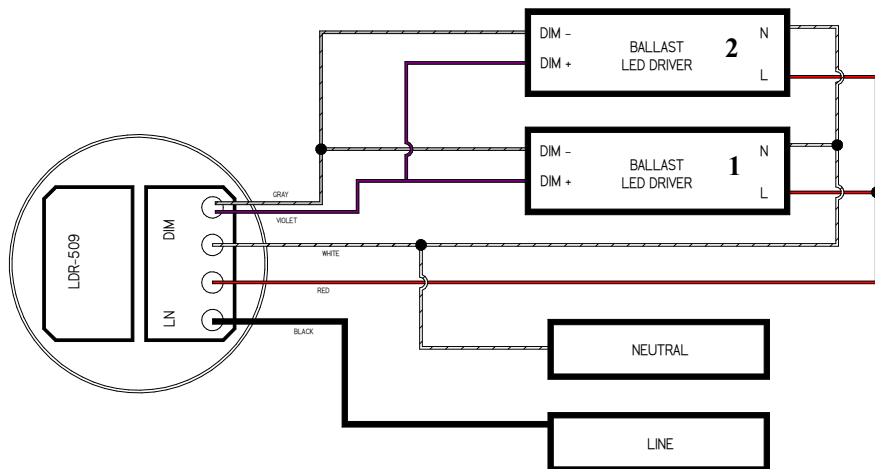 DIM -
BALLAST
LED DRIVER
2
N
DIM +
L
DIM -
BALLAST
LED DRIVER
1
N
DIM +
L
GRAY
VIOLET
LDR-509
DIM
WHITE
RED
LN
BLACK
NEUTRAL
LINE